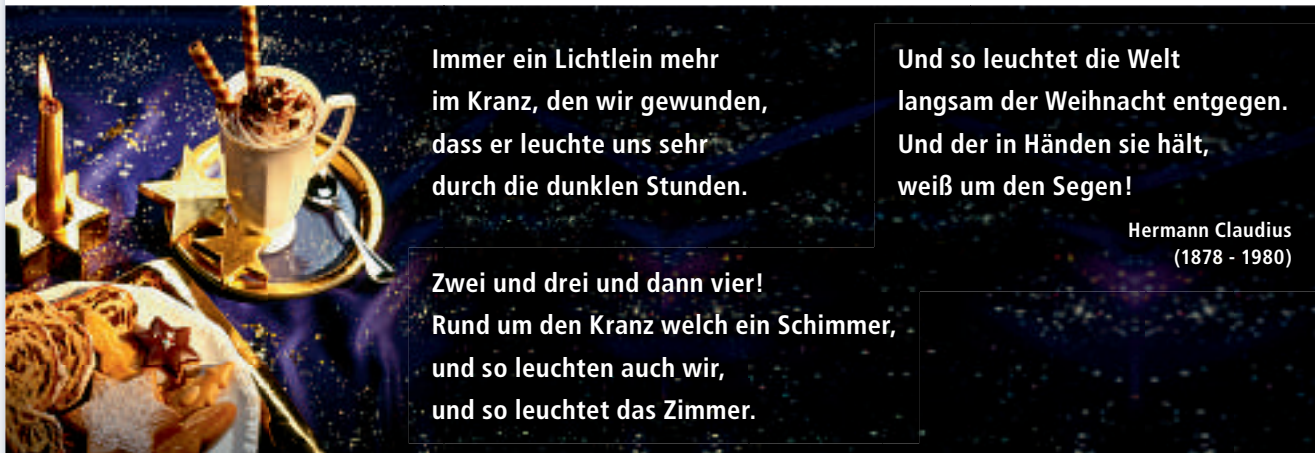 Immer ein Lichtlein mehr
im Kranz, den wir gewunden,
dass er leuchte uns sehr
durch die dunklen Stunden.
Zwei und drei und dann vier!
Rund um den Kranz welch ein Schimmer,
und so leuchten auch wir,
und so leuchtet das Zimmer.
Und so leuchtet die Welt
langsam der Weihnacht entgegen.
Und der in Händen sie hält,
weiß um den Segen!
Hermann Claudius
(1878 - 1980)